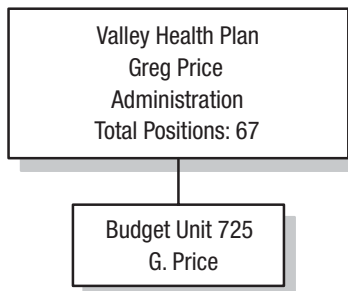 Valley Health Plan
Greg Price
Administration
Total Positions: 67
Budget Unit 725
G. Price